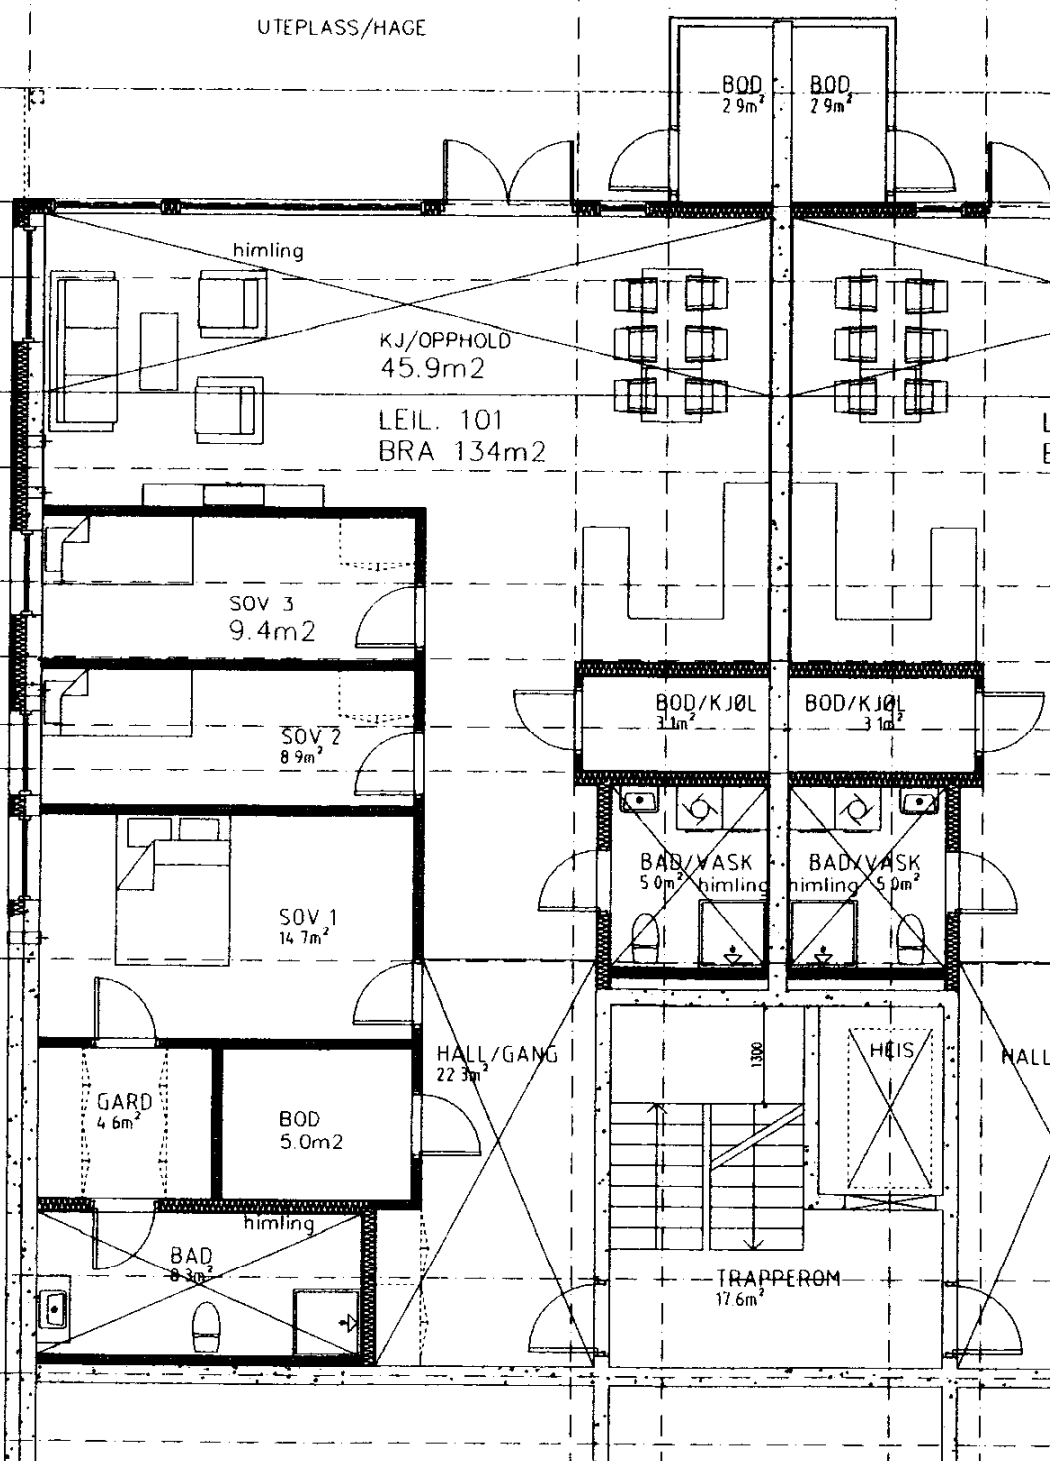 UTEPLASS/HAGE
BOD
2.9m²
BOD
2.9m²
himling
KJ/OPPHOLD
45.9m2
LEIL. 101
BRA 134m2
SOV 3
9.4m2
SOV 2
8.9m²
BOD/KJØL
3.1m²
BOD/KJØL
3.1m²
BAD/VASK
5.0m²
himling
BAD/VASK
5.0m²
himling
SOV 1
14.7m²
HALL/GANG
22.3m²
1300
HEIS
HALL
GARD
4.6m²
BOD
5.0m2
himling
BAD
8.3m²
TRAPPEROM
17.6m²